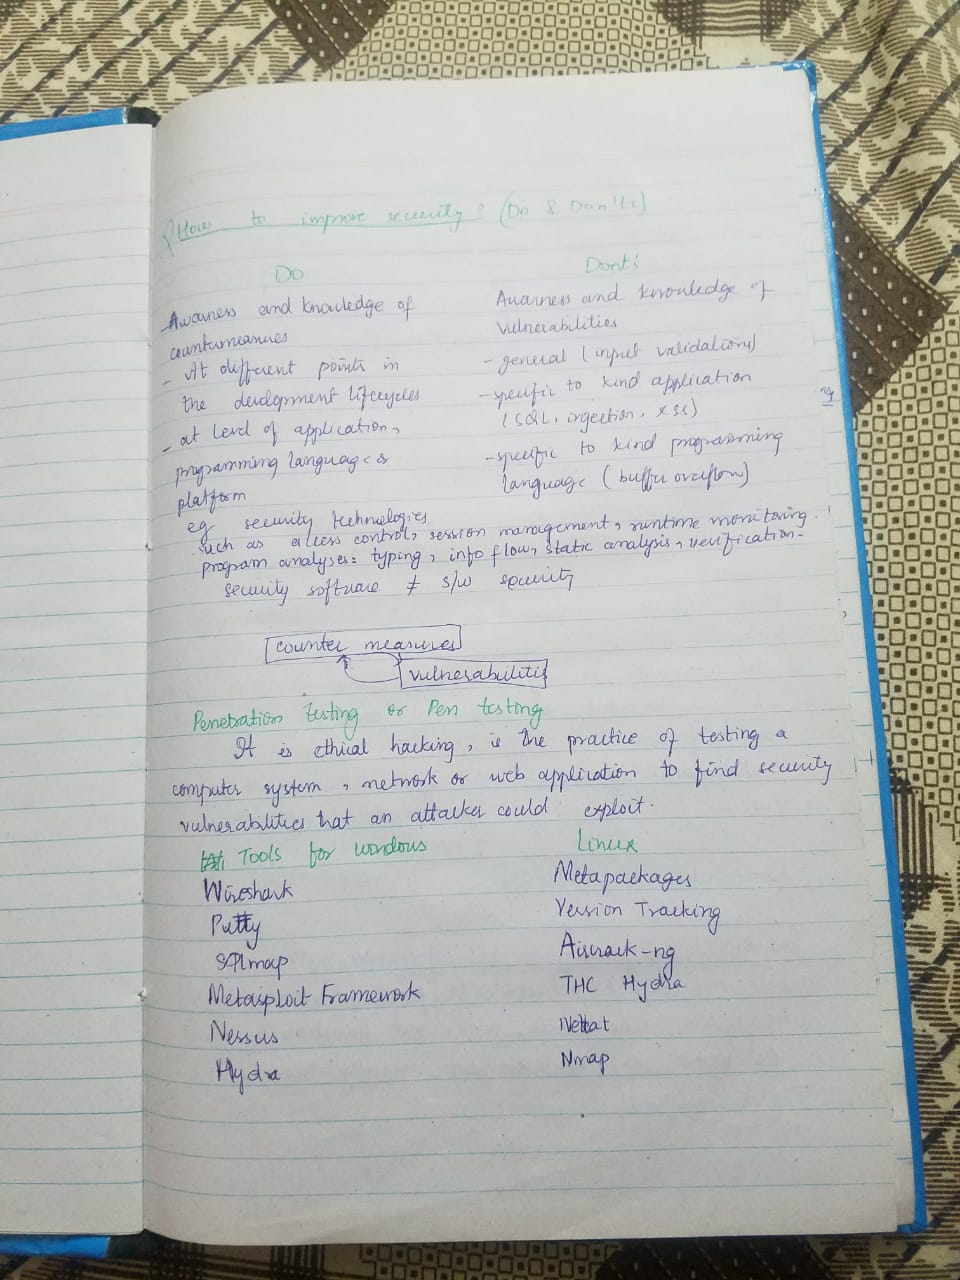 How to improve security? (Do & Don'ts)
Do
Awarness and knowledge of
countermeasures
- At different points in
the development lifecycles
- at level of application,
programming languages
platform
eg security technologies
such as access control, session management, runtime monitoring
program analyses: typing, info flow, static analysis, verification.
security software ≠ s/w security
Dont's
Awarness and knowledge of
vulnerabilities
- general (input validations)
- specific to kind application
(SQL, injection, xss)
- specific to kind programming
language (buffer overflow)
counter measures
vulnerabilitis
Penetration testing or Pen testing
It is ethical hacking, is the practice of testing a
computer system, network or web application to find security
vulnerabilities that an attacker could exploit.
Tools for windows
Wireshark
Putty
SQlmap
Metasploit Framework
Nessus
Hydra
Linux
Metapackages
Version Tracking
Aircrack-ng
THC Hydra
Nmap